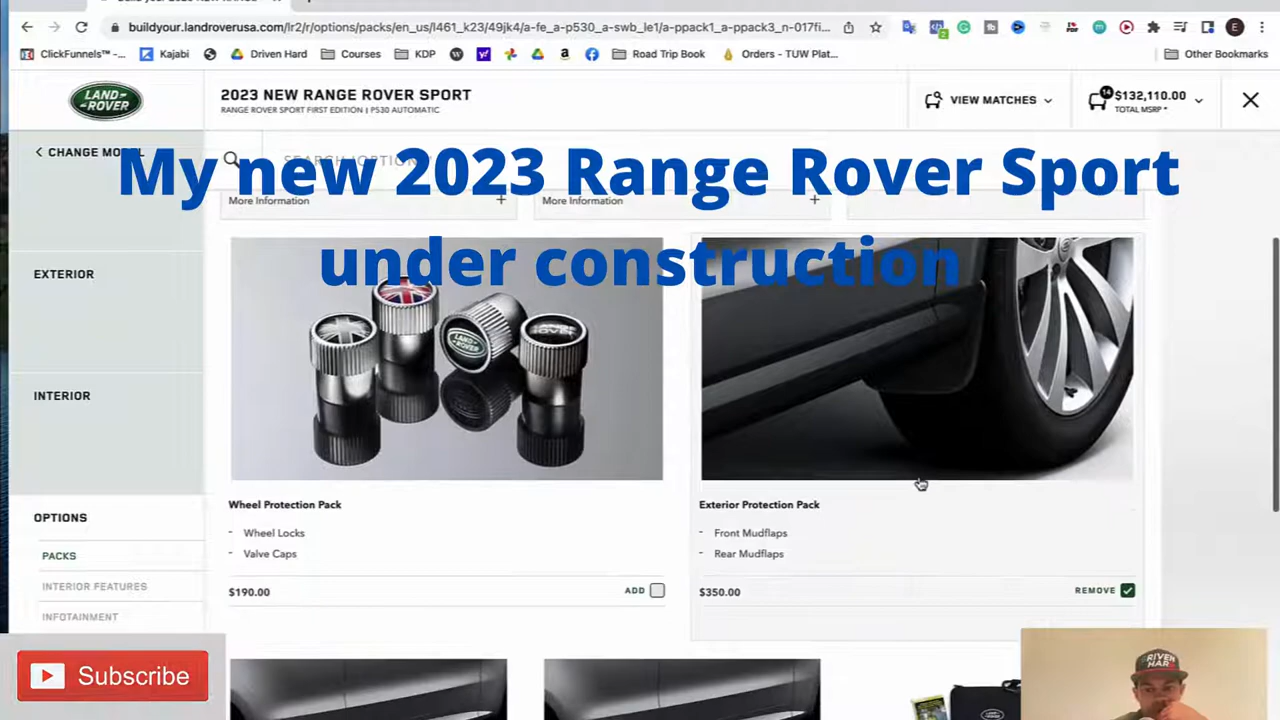 buildyour.landroverusa.com/lr2/r/options/packs/en_us/l461_k23/49jk4/a-fe_a-p530_a-swb_le1/a-ppack1_a-ppack3_n-017fi...
ClickFunnels™ -...
Kajabi
Driven Hard
Courses
KDP
Road Trip Book
Orders - TUW Plat...
Other Bookmarks
LAND-
ROVER
2023 NEW RANGE ROVER SPORT
RANGE ROVER SPORT FIRST EDITION | P530 AUTOMATIC
VIEW MATCHES
14
$132,110.00
TOTAL MSRP *
CHANGE MODEL
My new 2023 Range Rover Sport
under construction
More Information
More Information
EXTERIOR
INTERIOR
OPTIONS
PACKS
INTERIOR FEATURES
INFOTAINMENT
Wheel Protection Pack
- Wheel Locks
- Valve Caps
$190.00
ADD
Exterior Protection Pack
- Front Mudflaps
- Rear Mudflaps
$350.00
REMOVE
Subscribe